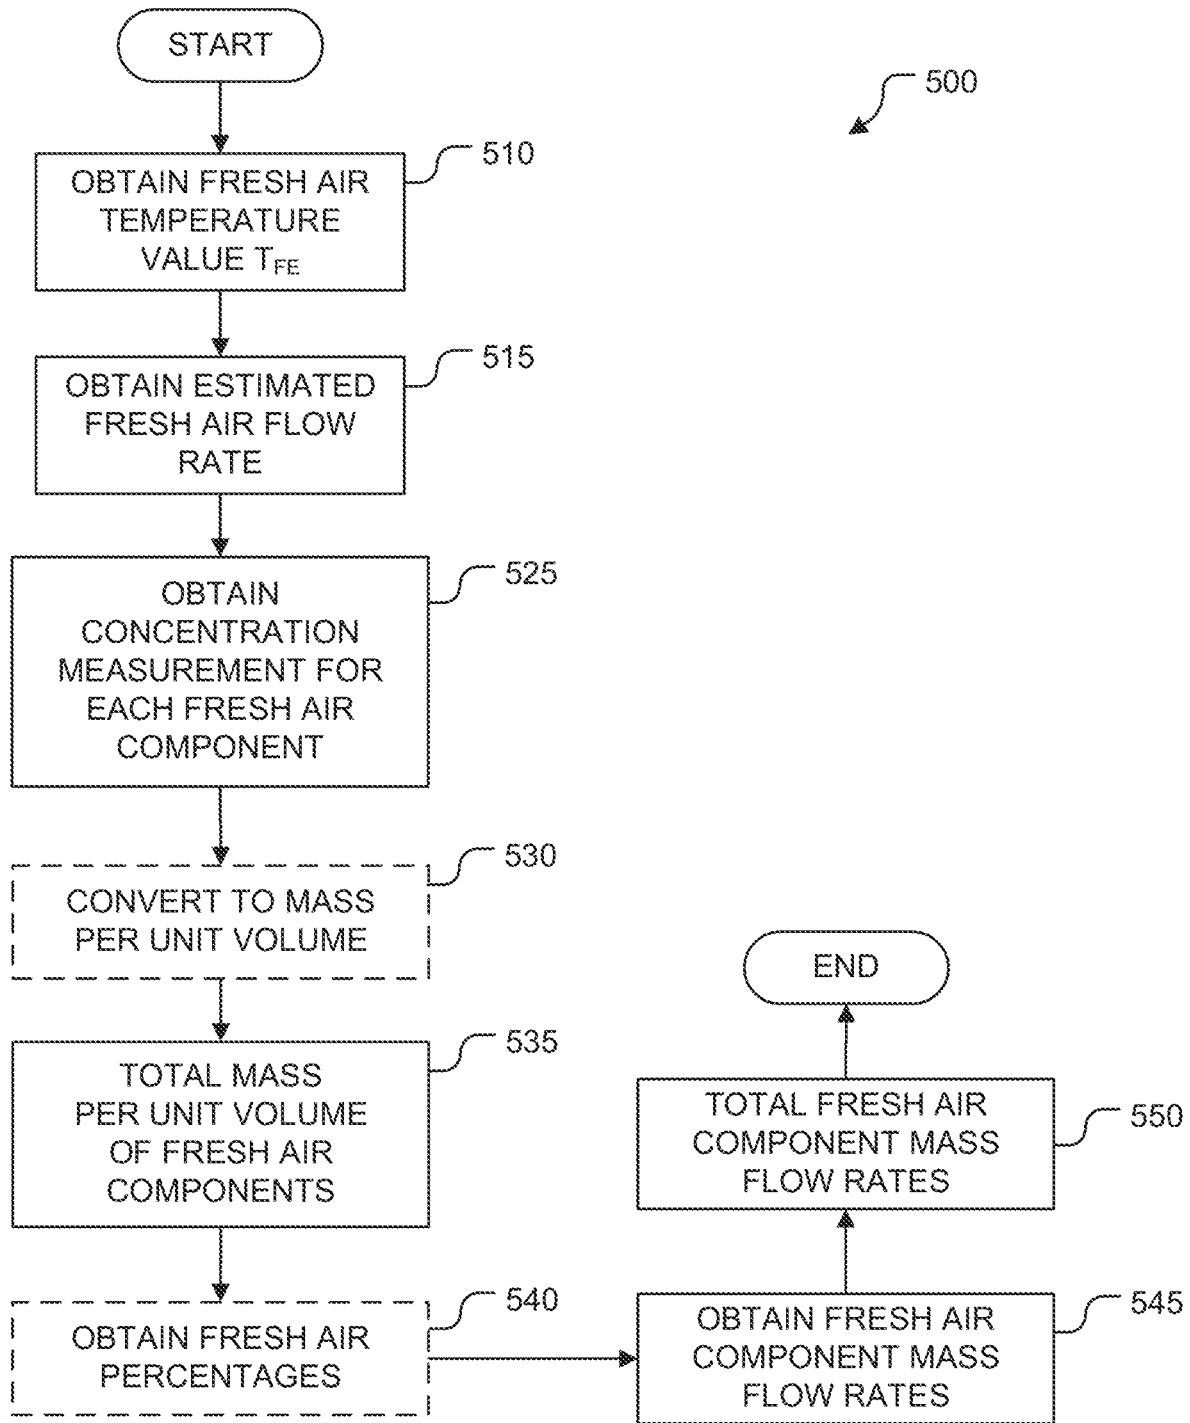 START
500
510
OBTAIN FRESH AIR
TEMPERATURE
VALUE TFE
515
OBTAIN ESTIMATED
FRESH AIR FLOW
RATE
525
OBTAIN
CONCENTRATION
MEASUREMENT FOR
EACH FRESH AIR
COMPONENT
530
CONVERT TO MASS
PER UNIT VOLUME
535
TOTAL MASS
PER UNIT VOLUME
OF FRESH AIR
COMPONENTS
540
OBTAIN FRESH AIR
PERCENTAGES
545
OBTAIN FRESH AIR
COMPONENT MASS
FLOW RATES
550
TOTAL FRESH AIR
COMPONENT MASS
FLOW RATES
END